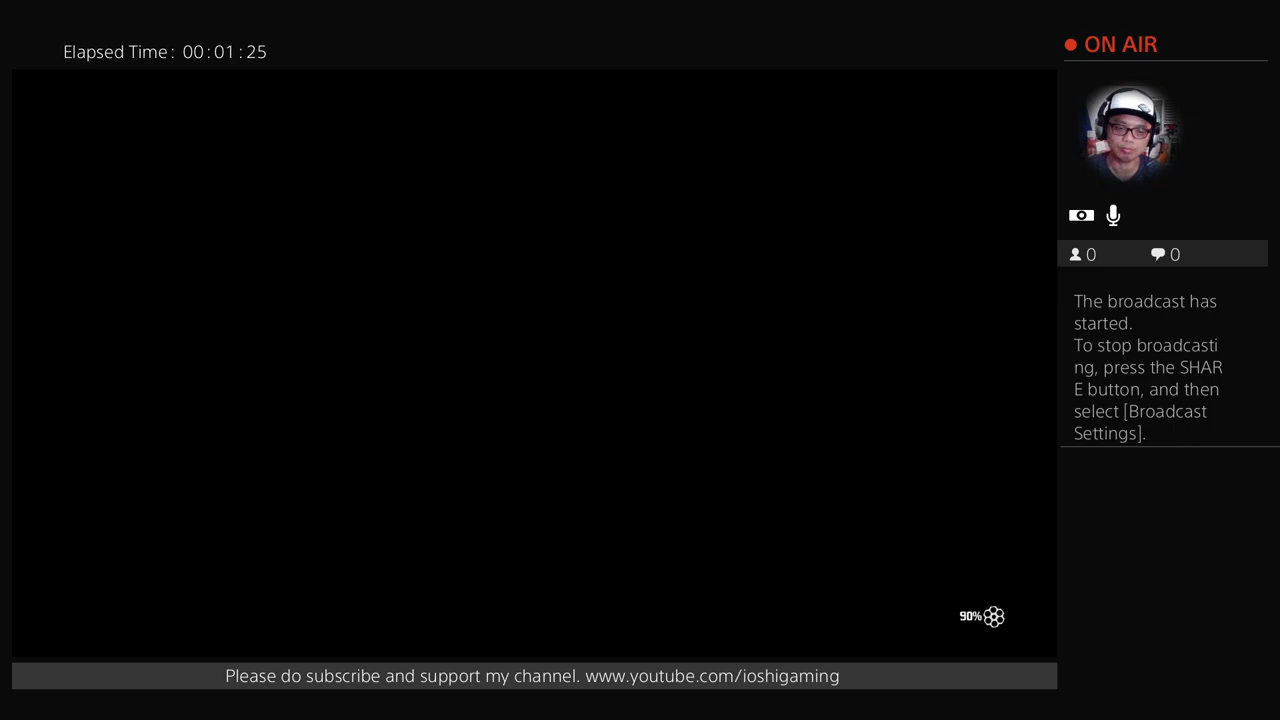 Elapsed Time: 00:01:25
ON AIR
0 0
The broadcast has
started.
To stop broadcasti
ng, press the SHAR
E button, and then
select [Broadcast
Settings].
90%
Please do subscribe and support my channel. www.youtube.com/ioshigaming